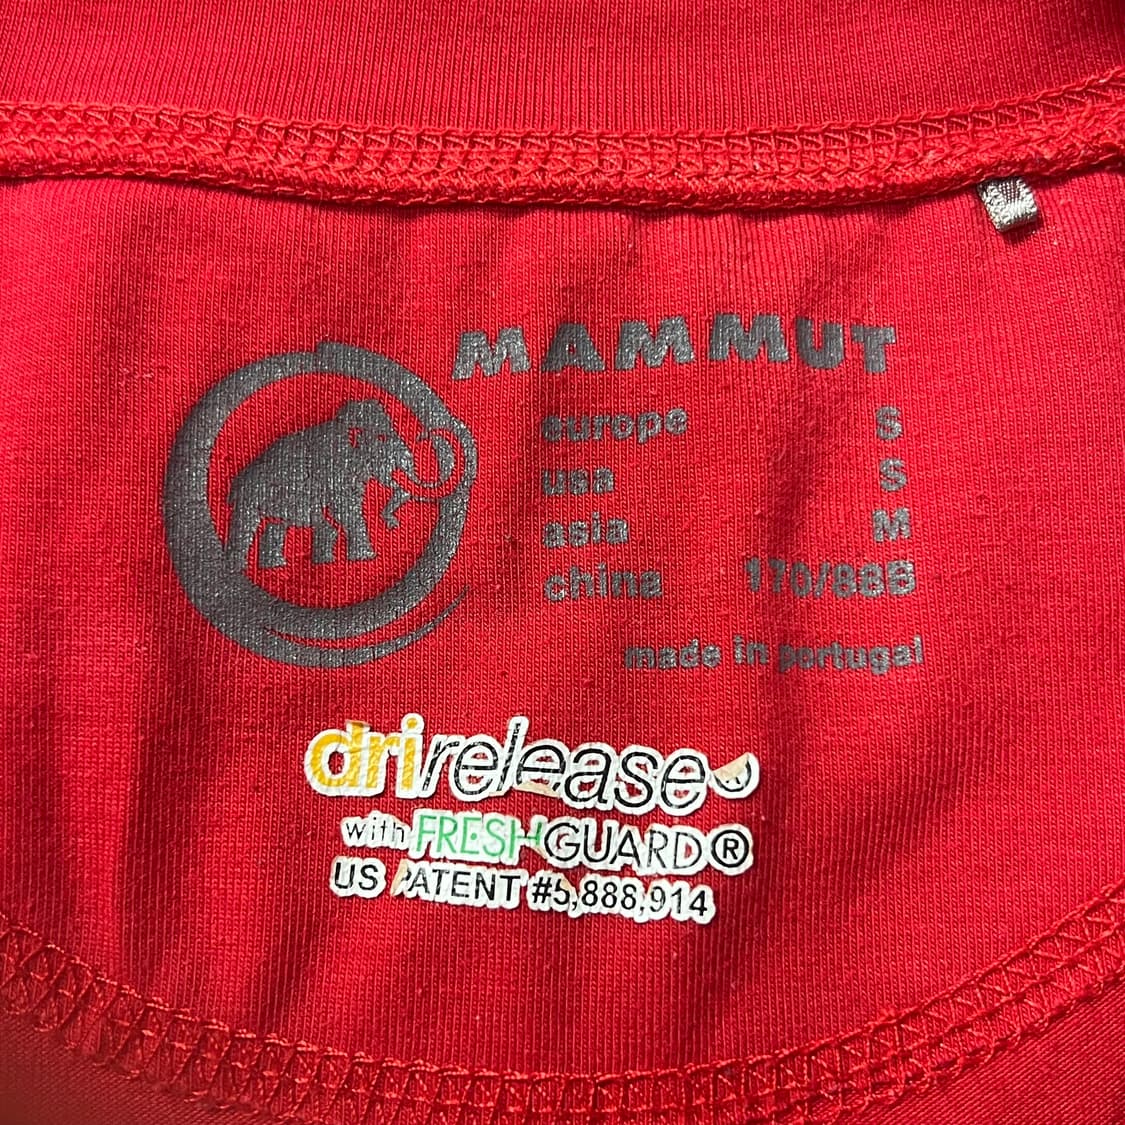 MAMMUT
europe S
usa S
asia M
china 170/88B
made in portugal
drirelease®
with FRESHGUARD®
US PATENT #5,888,914